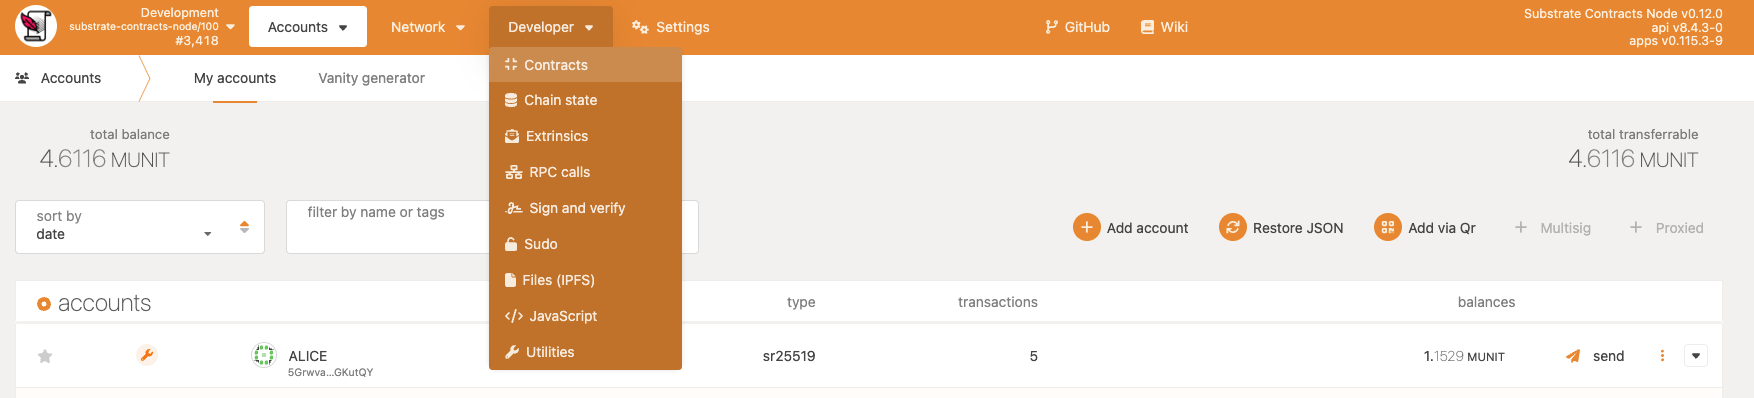 Development
substrate-contracts-node/100
#3,418
Accounts
Network
Developer
Settings
GitHub
Wiki
Substrate Contracts Node v0.12.0
api v8.4.3-0
apps v0.115.3-9
Accounts
My accounts
Vanity generator
Contracts
Chain state
Extrinsics
RPC calls
Sign and verify
Sudo
Files (IPFS)
JavaScript
Utilities
total balance
4.6116 MUNIT
total transferrable
4.6116 MUNIT
sort by
date
filter by name or tags
Add account
Restore JSON
Add via Qr
Multisig
Proxied
accounts
type
transactions
balances
ALICE
5Grwva...GKutQY
sr25519
5
1.1529 MUNIT
send